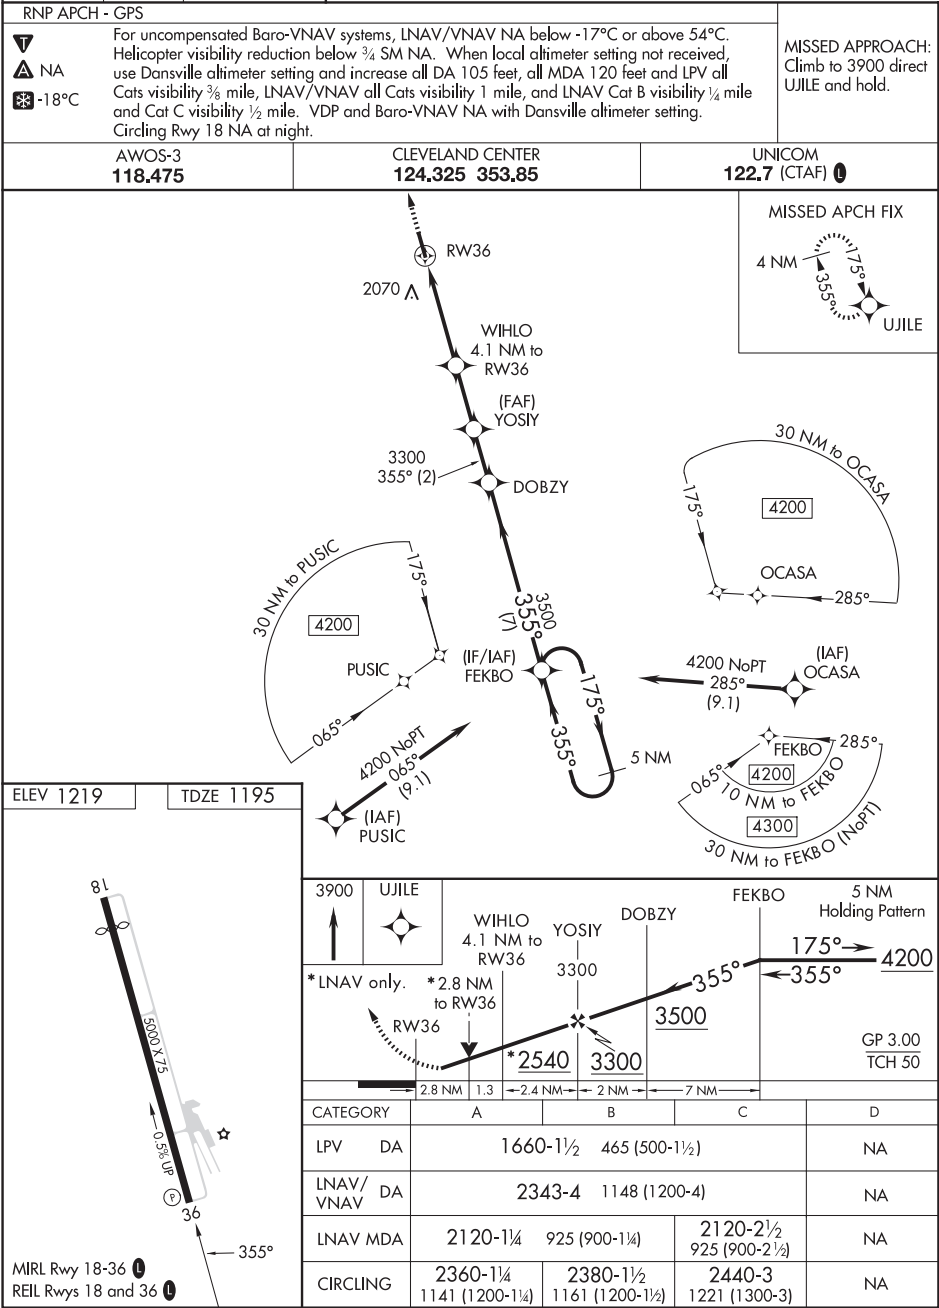 RNP APCH - GPS
T
A NA
-18°C
For uncompensated Baro-VNAV systems, LNAV/VNAV NA below -17°C or above 54°C.
Helicopter visibility reduction below ¾ SM NA. When local altimeter setting not received,
use Dansville altimeter setting and increase all DA 105 feet, all MDA 120 feet and LPV all
Cats visibility ⅜ mile, LNAV/VNAV all Cats visibility 1 mile, and LNAV Cat B visibility ¼ mile
and Cat C visibility ½ mile. VDP and Baro-VNAV NA with Dansville altimeter setting.
Circling Rwy 18 NA at night.
MISSED APPROACH:
Climb to 3900 direct
UJILE and hold.
AWOS-3
118.475
CLEVELAND CENTER
124.325 353.85
UNICOM
122.7 (CTAF) L
MISSED APCH FIX
4 NM
175°
355°
UJILE
RW36
2070
WIHLO
4.1 NM to
RW36
(FAF)
YOSIY
3300
355° (2)
DOBZY
30 NM to OCASA
175°
4200
OCASA
285°
30 NM to PUSIC
175°
4200
PUSIC
065°
3500
355°
(7)
(IF/IAF)
FEKBO
175°
355°
5 NM
4200 NoPT
285°
(9.1)
(IAF)
OCASA
4200 NoPT
065°
(9.1)
(IAF)
PUSIC
FEKBO
285°
065°
4200
10 NM to FEKBO
4300
30 NM to FEKBO (NoPT)
ELEV 1219
TDZE 1195
18
5000 X 75
0.5% UP
P
36
355°
MIRL Rwy 18-36 L
REIL Rwys 18 and 36 L
3900
UJILE
*LNAV only.
RW36
*2.8 NM
to RW36
WIHLO
4.1 NM to
RW36
YOSIY
3300
DOBZY
FEKBO
5 NM
Holding Pattern
175°
355°
4200
355°
3500
*2540
3300
GP 3.00
TCH 50
2.8 NM
1.3
2.4 NM
2 NM
7 NM
CATEGORY A B C D
LPV DA 1660-1½ 465 (500-1½) NA
LNAV/
VNAV DA 2343-4 1148 (1200-4) NA
LNAV MDA 2120-1¼ 925 (900-1¼) 2120-2½
925 (900-2½) NA
CIRCLING 2360-1¼ 2380-1½ 2440-3 NA
1141 (1200-1¼) 1161 (1200-1½) 1221 (1300-3)